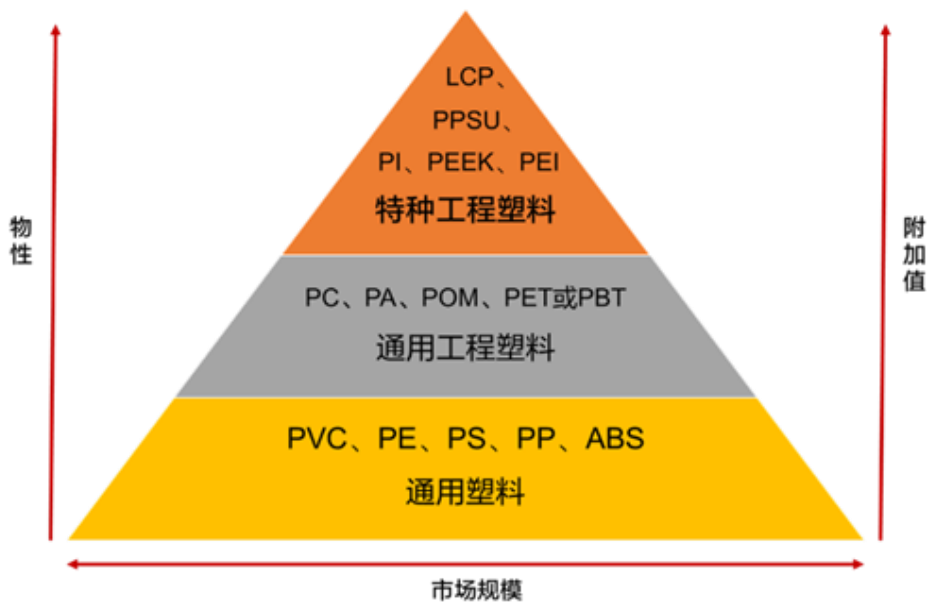 LCP、
PPSU、
PI、PEEK、PEI
特种工程塑料
物性
附加值
PC、PA、POM、PET或PBT
通用工程塑料
PVC、PE、PS、PP、ABS
通用塑料
市场规模